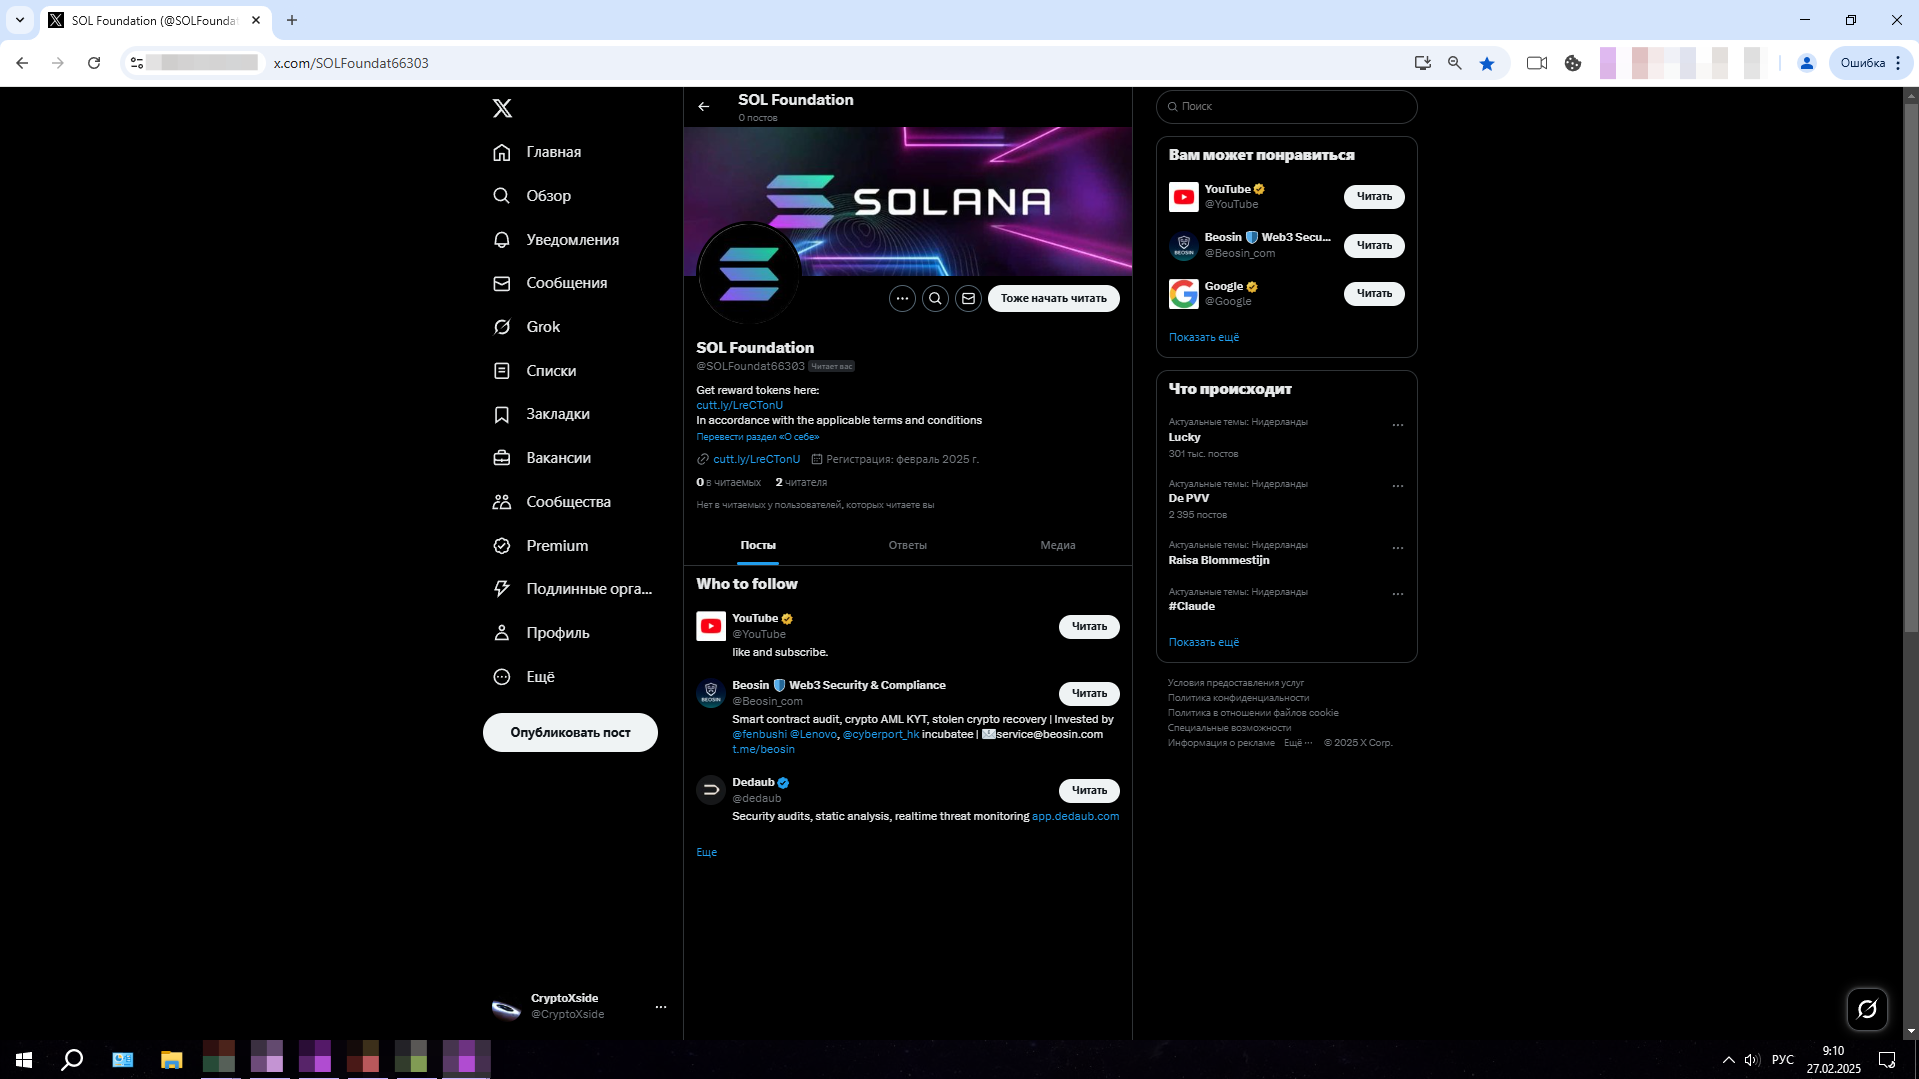 SOL Foundation (@SOLFounda
x.com/SOLFoundat66303
Ошибка
Главная
Обзор
Уведомления
Сообщения
Grok
Списки
Закладки
Вакансии
Сообщества
Premium
Подлинные орга...
Профиль
Ещё
Опубликовать пост
CryptoXside
@CryptoXside
SOL Foundation
0 постов
SOLANA
Тоже начать читать
SOL Foundation
@SOLFoundat66303 Читает вас
Get reward tokens here:
cutt.ly/LreCTonU
In accordance with the applicable terms and conditions
Перевести раздел «О себе»
cutt.ly/LreCTonU Регистрация: февраль 2025 г.
0 в читаемых 2 читателя
Нет в читаемых у пользователей, которых читаете вы
Посты Ответы Медиа
Who to follow
YouTube
@YouTube
Читать
like and subscribe.
Beosin Web3 Security & Compliance
@Beosin_com
Читать
Smart contract audit, crypto AML KYT, stolen crypto recovery | Invested by
@fenbushi @Lenovo, @cyberport_hk incubatee | service@beosin.com
t.me/beosin
Dedaub
@dedaub
Читать
Security audits, static analysis, realtime threat monitoring app.dedaub.com
Еще
Поиск
Вам может понравиться
YouTube
@YouTube
Читать
BEOSIN
Beosin Web3 Secu...
@Beosin_com
Читать
Google
@Google
Читать
Показать ещё
Что происходит
Актуальные темы: Нидерланды
Lucky
301 тыс. постов
Актуальные темы: Нидерланды
De PVV
2 395 постов
Актуальные темы: Нидерланды
Raisa Blommestijn
Актуальные темы: Нидерланды
#Claude
Показать ещё
Условия предоставления услуг
Политика конфиденциальности
Политика в отношении файлов cookie
Специальные возможности
Информация о рекламе Ещё ··· © 2025 X Corp.
РУС
9:10
27.02.2025